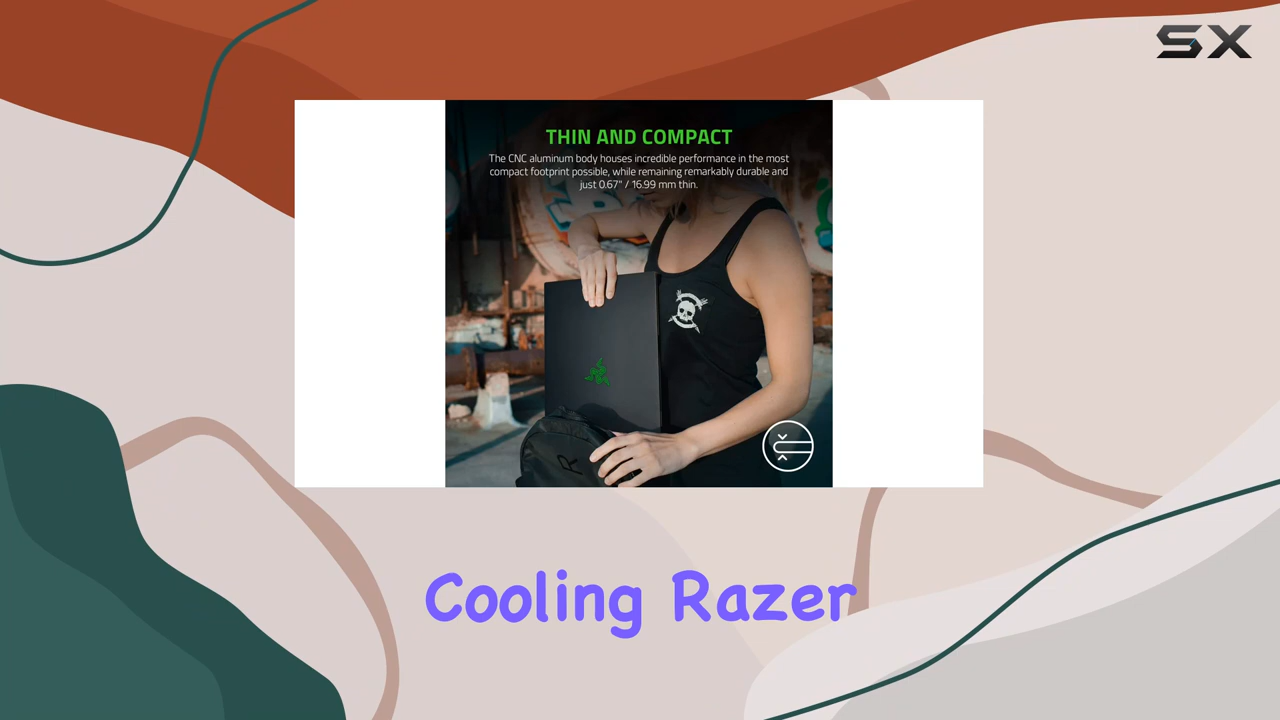 SX
THIN AND COMPACT
The CNC aluminum body houses incredible performance in the most
compact footprint possible, while remaining remarkably durable and
just 0.67" / 16.99 mm thin.
R
Cooling Razer